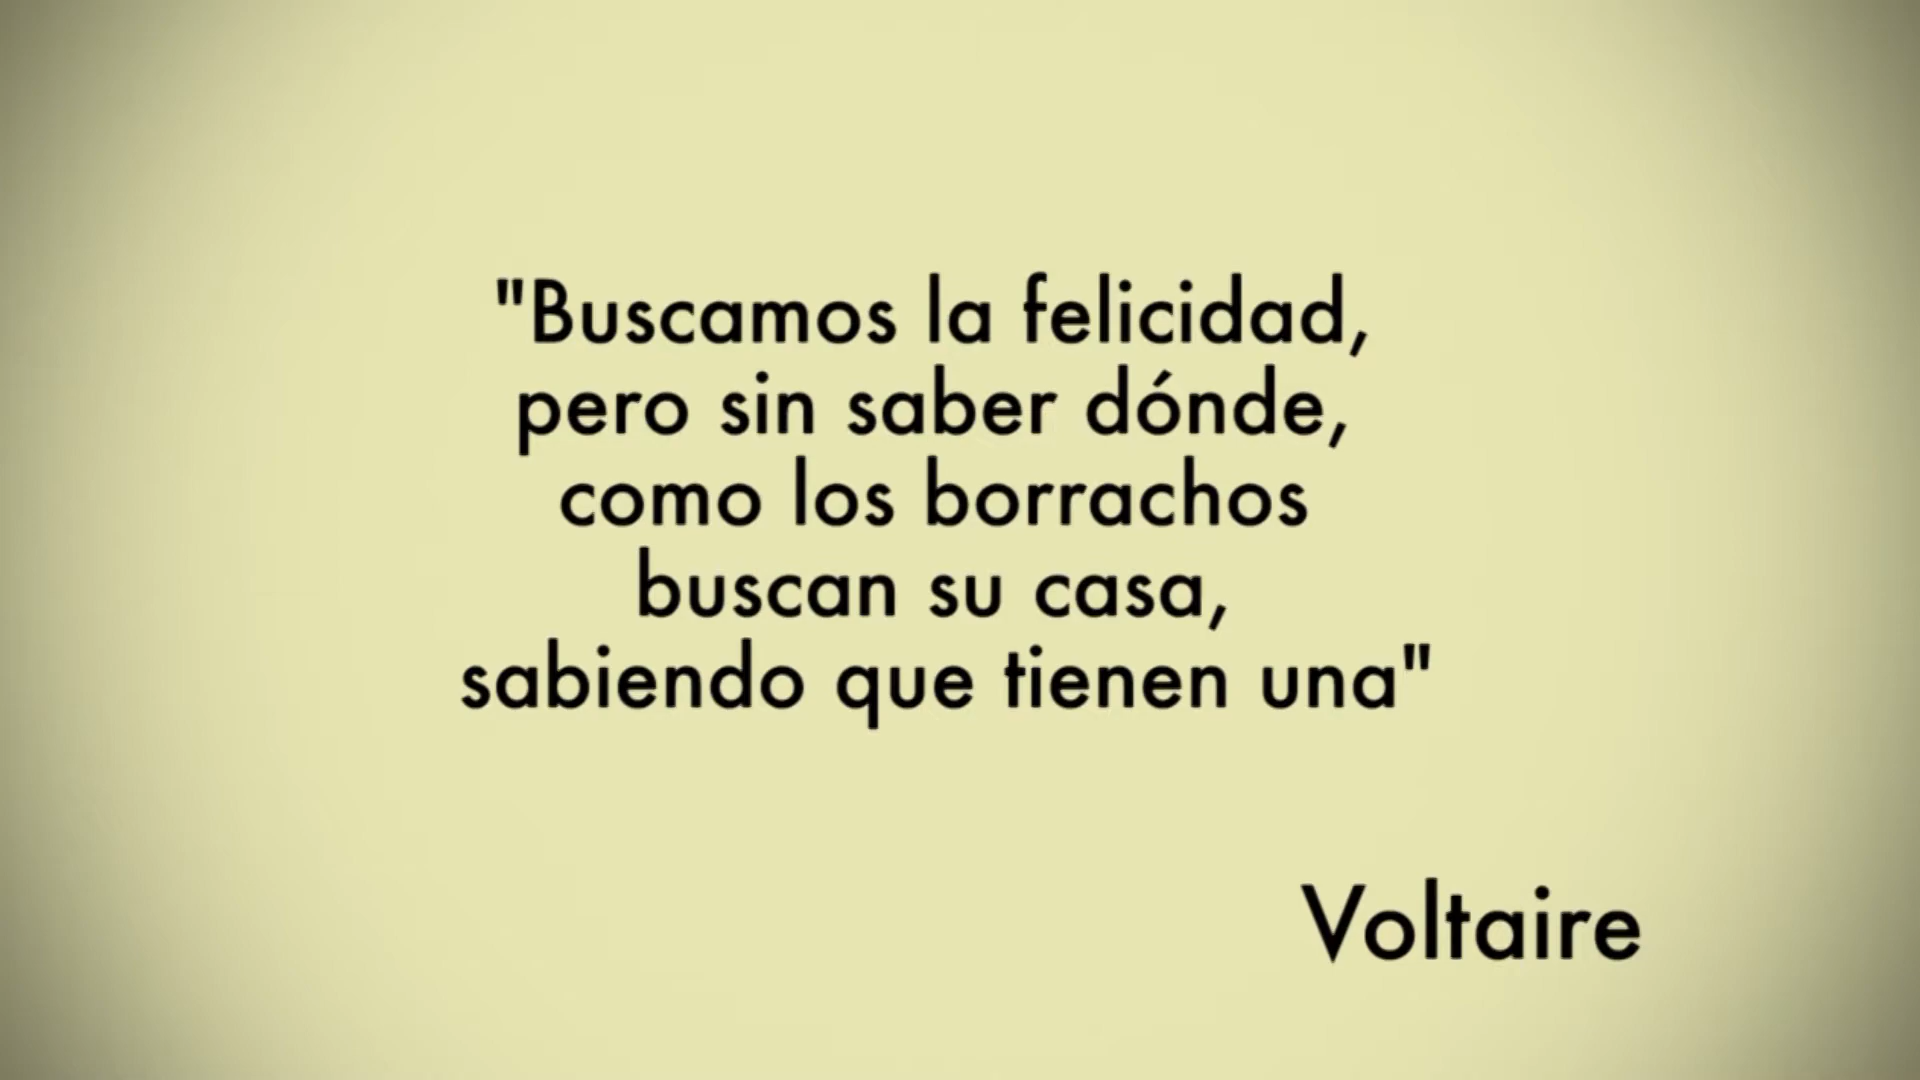 "Buscamos la felicidad,
pero sin saber dónde,
como los borrachos
buscan su casa,
sabiendo que tienen una"
Voltaire